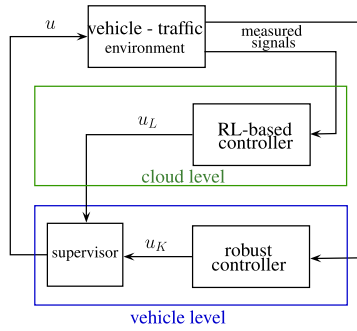 u
vehicle - traffic
environment
measured
signals
u_L
RL-based
controller
cloud level
supervisor
u_K
robust
controller
vehicle level